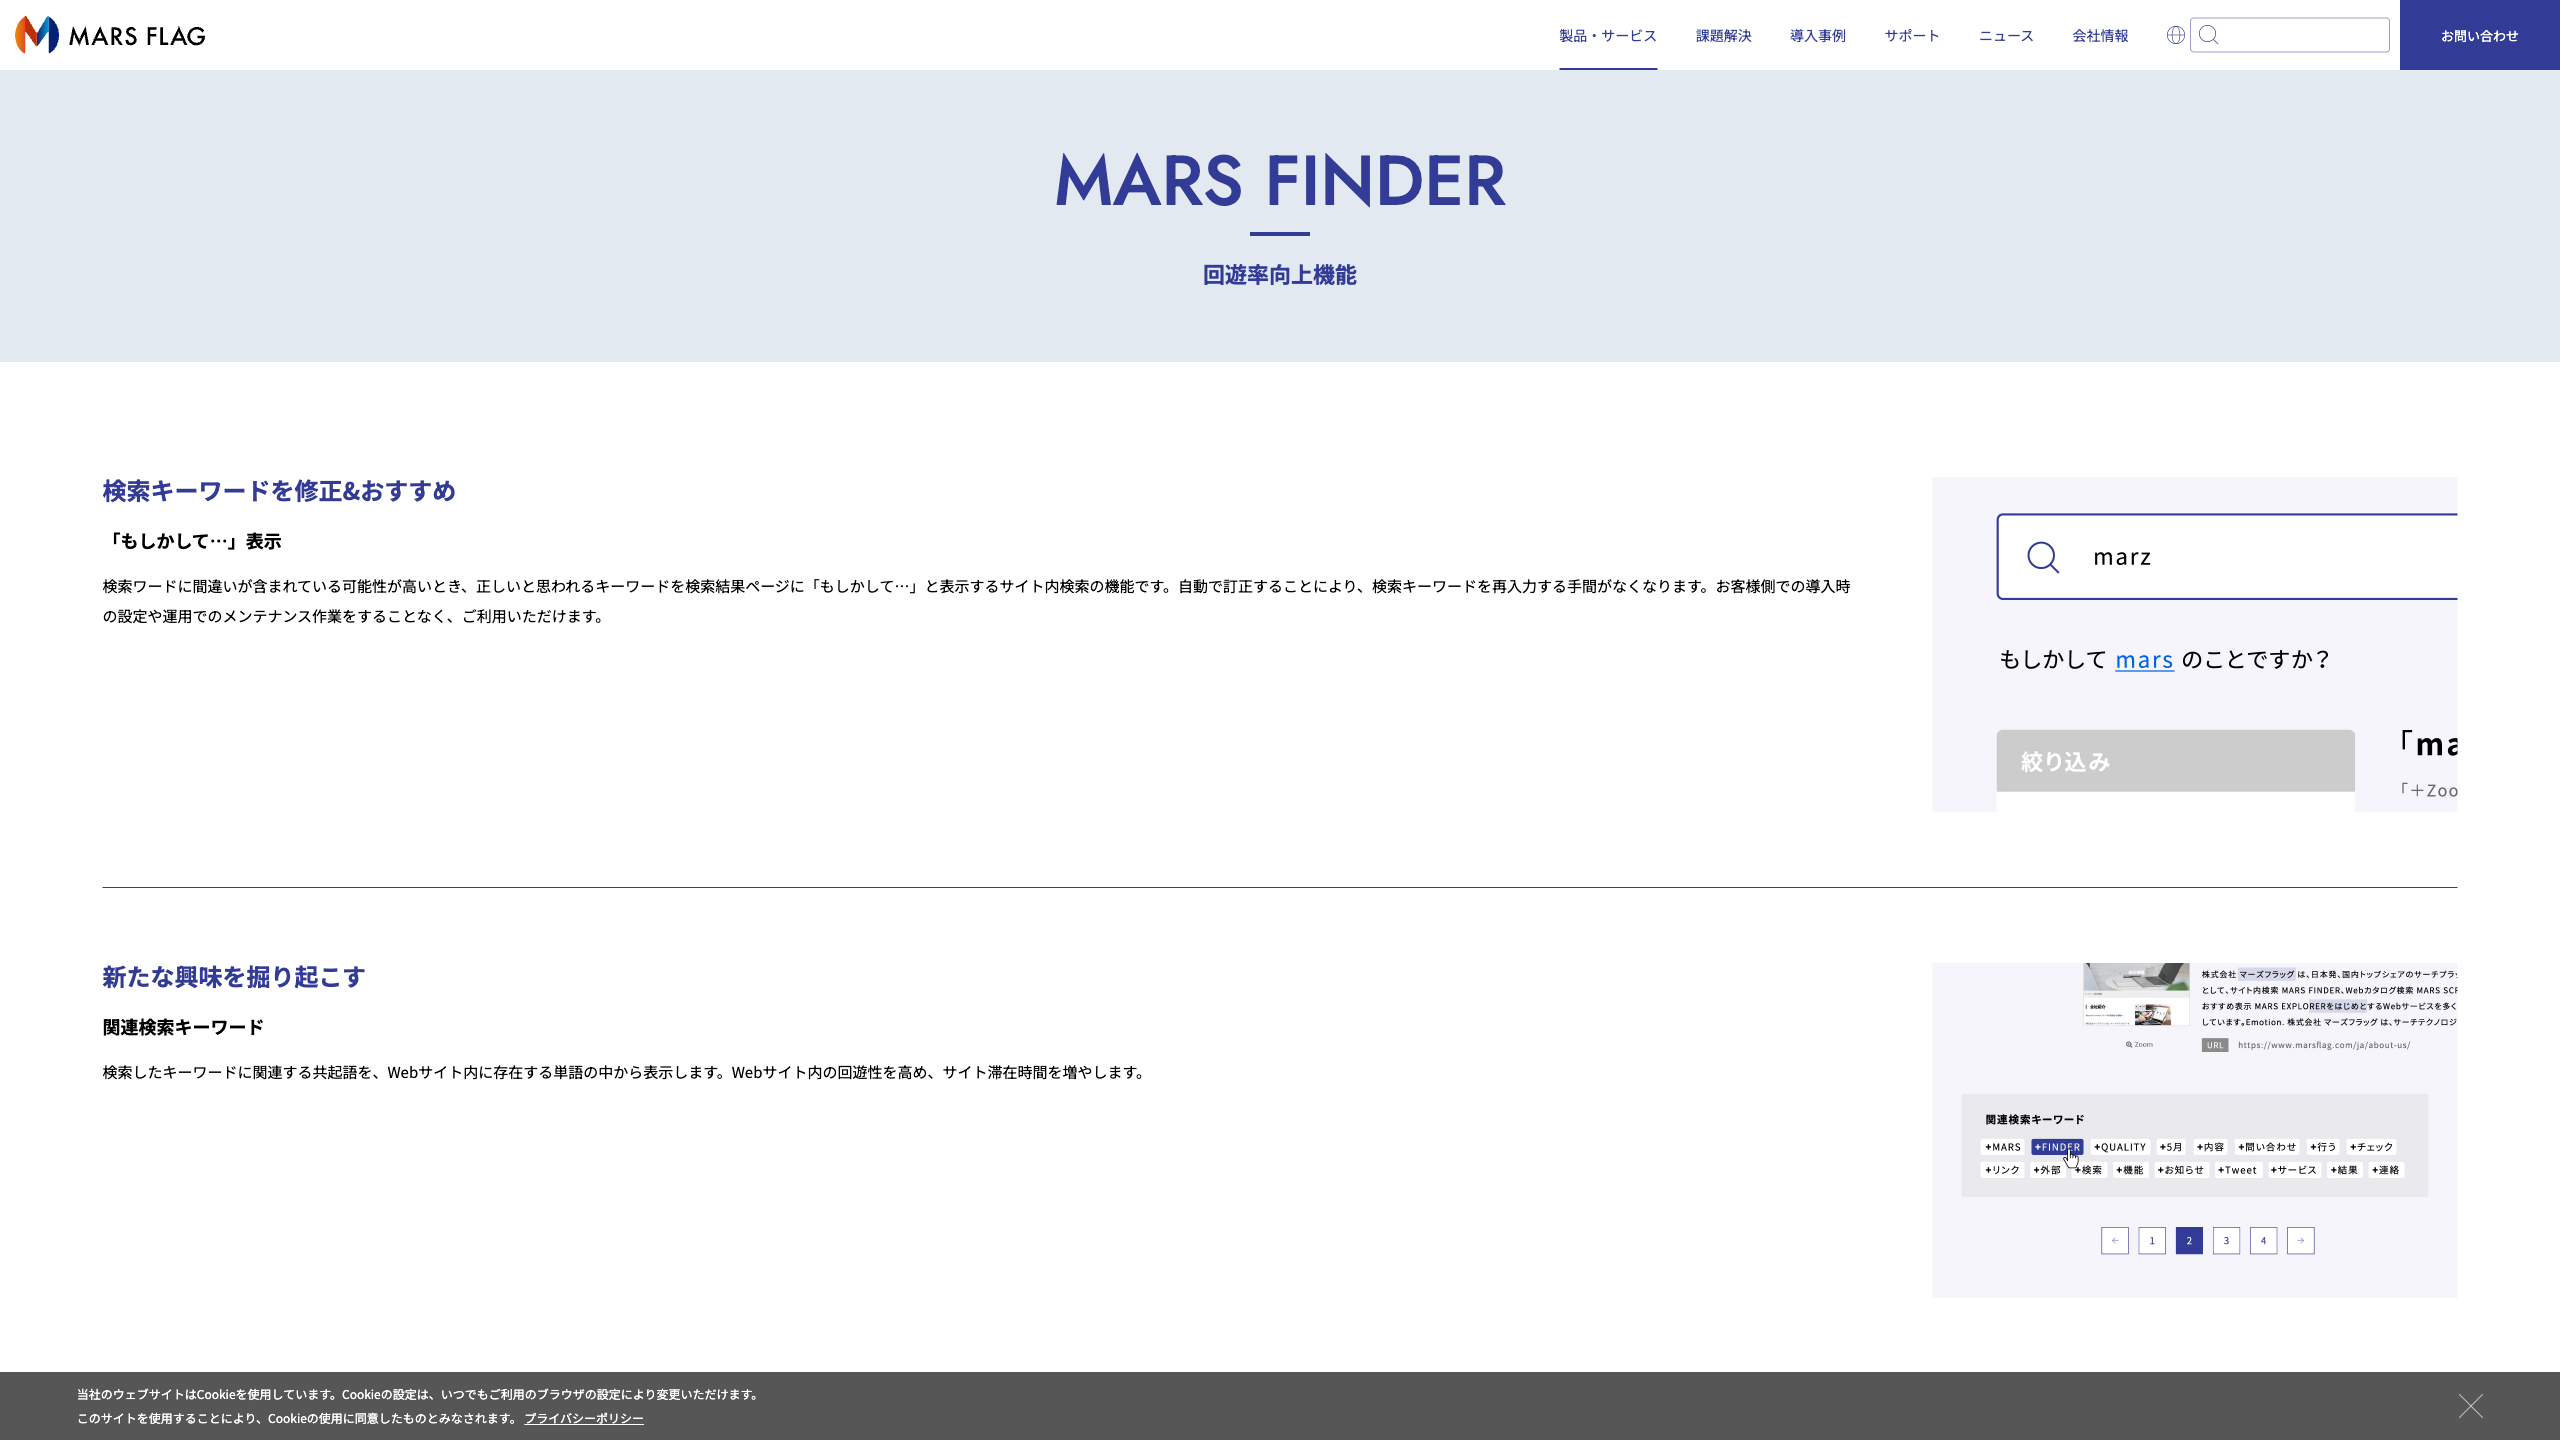 MARS FLAG
製品・サービス 課題解決 導入事例 サポート ニュース 会社情報 お問い合わせ
MARS FINDER
回遊率向上機能
検索キーワードを修正&おすすめ
「もしかして…」表示
検索ワードに間違いが含まれている可能性が高いとき、正しいと思われるキーワードを検索結果ページに「もしかして…」と表示するサイト内検索の機能です。自動で訂正することにより、検索キーワードを再入力する手間がなくなります。お客様側での導入時
の設定や運用でのメンテナンス作業をすることなく、ご利用いただけます。
marz
もしかして mars のことですか？
絞り込み
「ma
「＋Zoo
新たな興味を掘り起こす
関連検索キーワード
検索したキーワードに関連する共起語を、Webサイト内に存在する単語の中から表示します。Webサイト内の回遊性を高め、サイト滞在時間を増やします。
株式会社 マーズフラッグ は、日本発、国内トップシェアのサーチプラッ
として、サイト内検索 MARS FINDER、Webカタログ検索 MARS SCR
おすすめ表示 MARS EXPLORERをはじめとするWebサービスを多く
しています。Emotion. 株式会社 マーズフラッグ は、サーチテクノロジ
会社紹介
Zoom
URL https://www.marsflag.com/ja/about-us/
関連検索キーワード
+MARS +FINDER +QUALITY +5月 +内容 +問い合わせ +行う +チェック
+リンク +外部 +検索 +機能 +お知らせ +Tweet +サービス +結果 +連絡
← 1 2 3 4 →
当社のウェブサイトはCookieを使用しています。Cookieの設定は、いつでもご利用のブラウザの設定により変更いただけます。
このサイトを使用することにより、Cookieの使用に同意したものとみなされます。 プライバシーポリシー